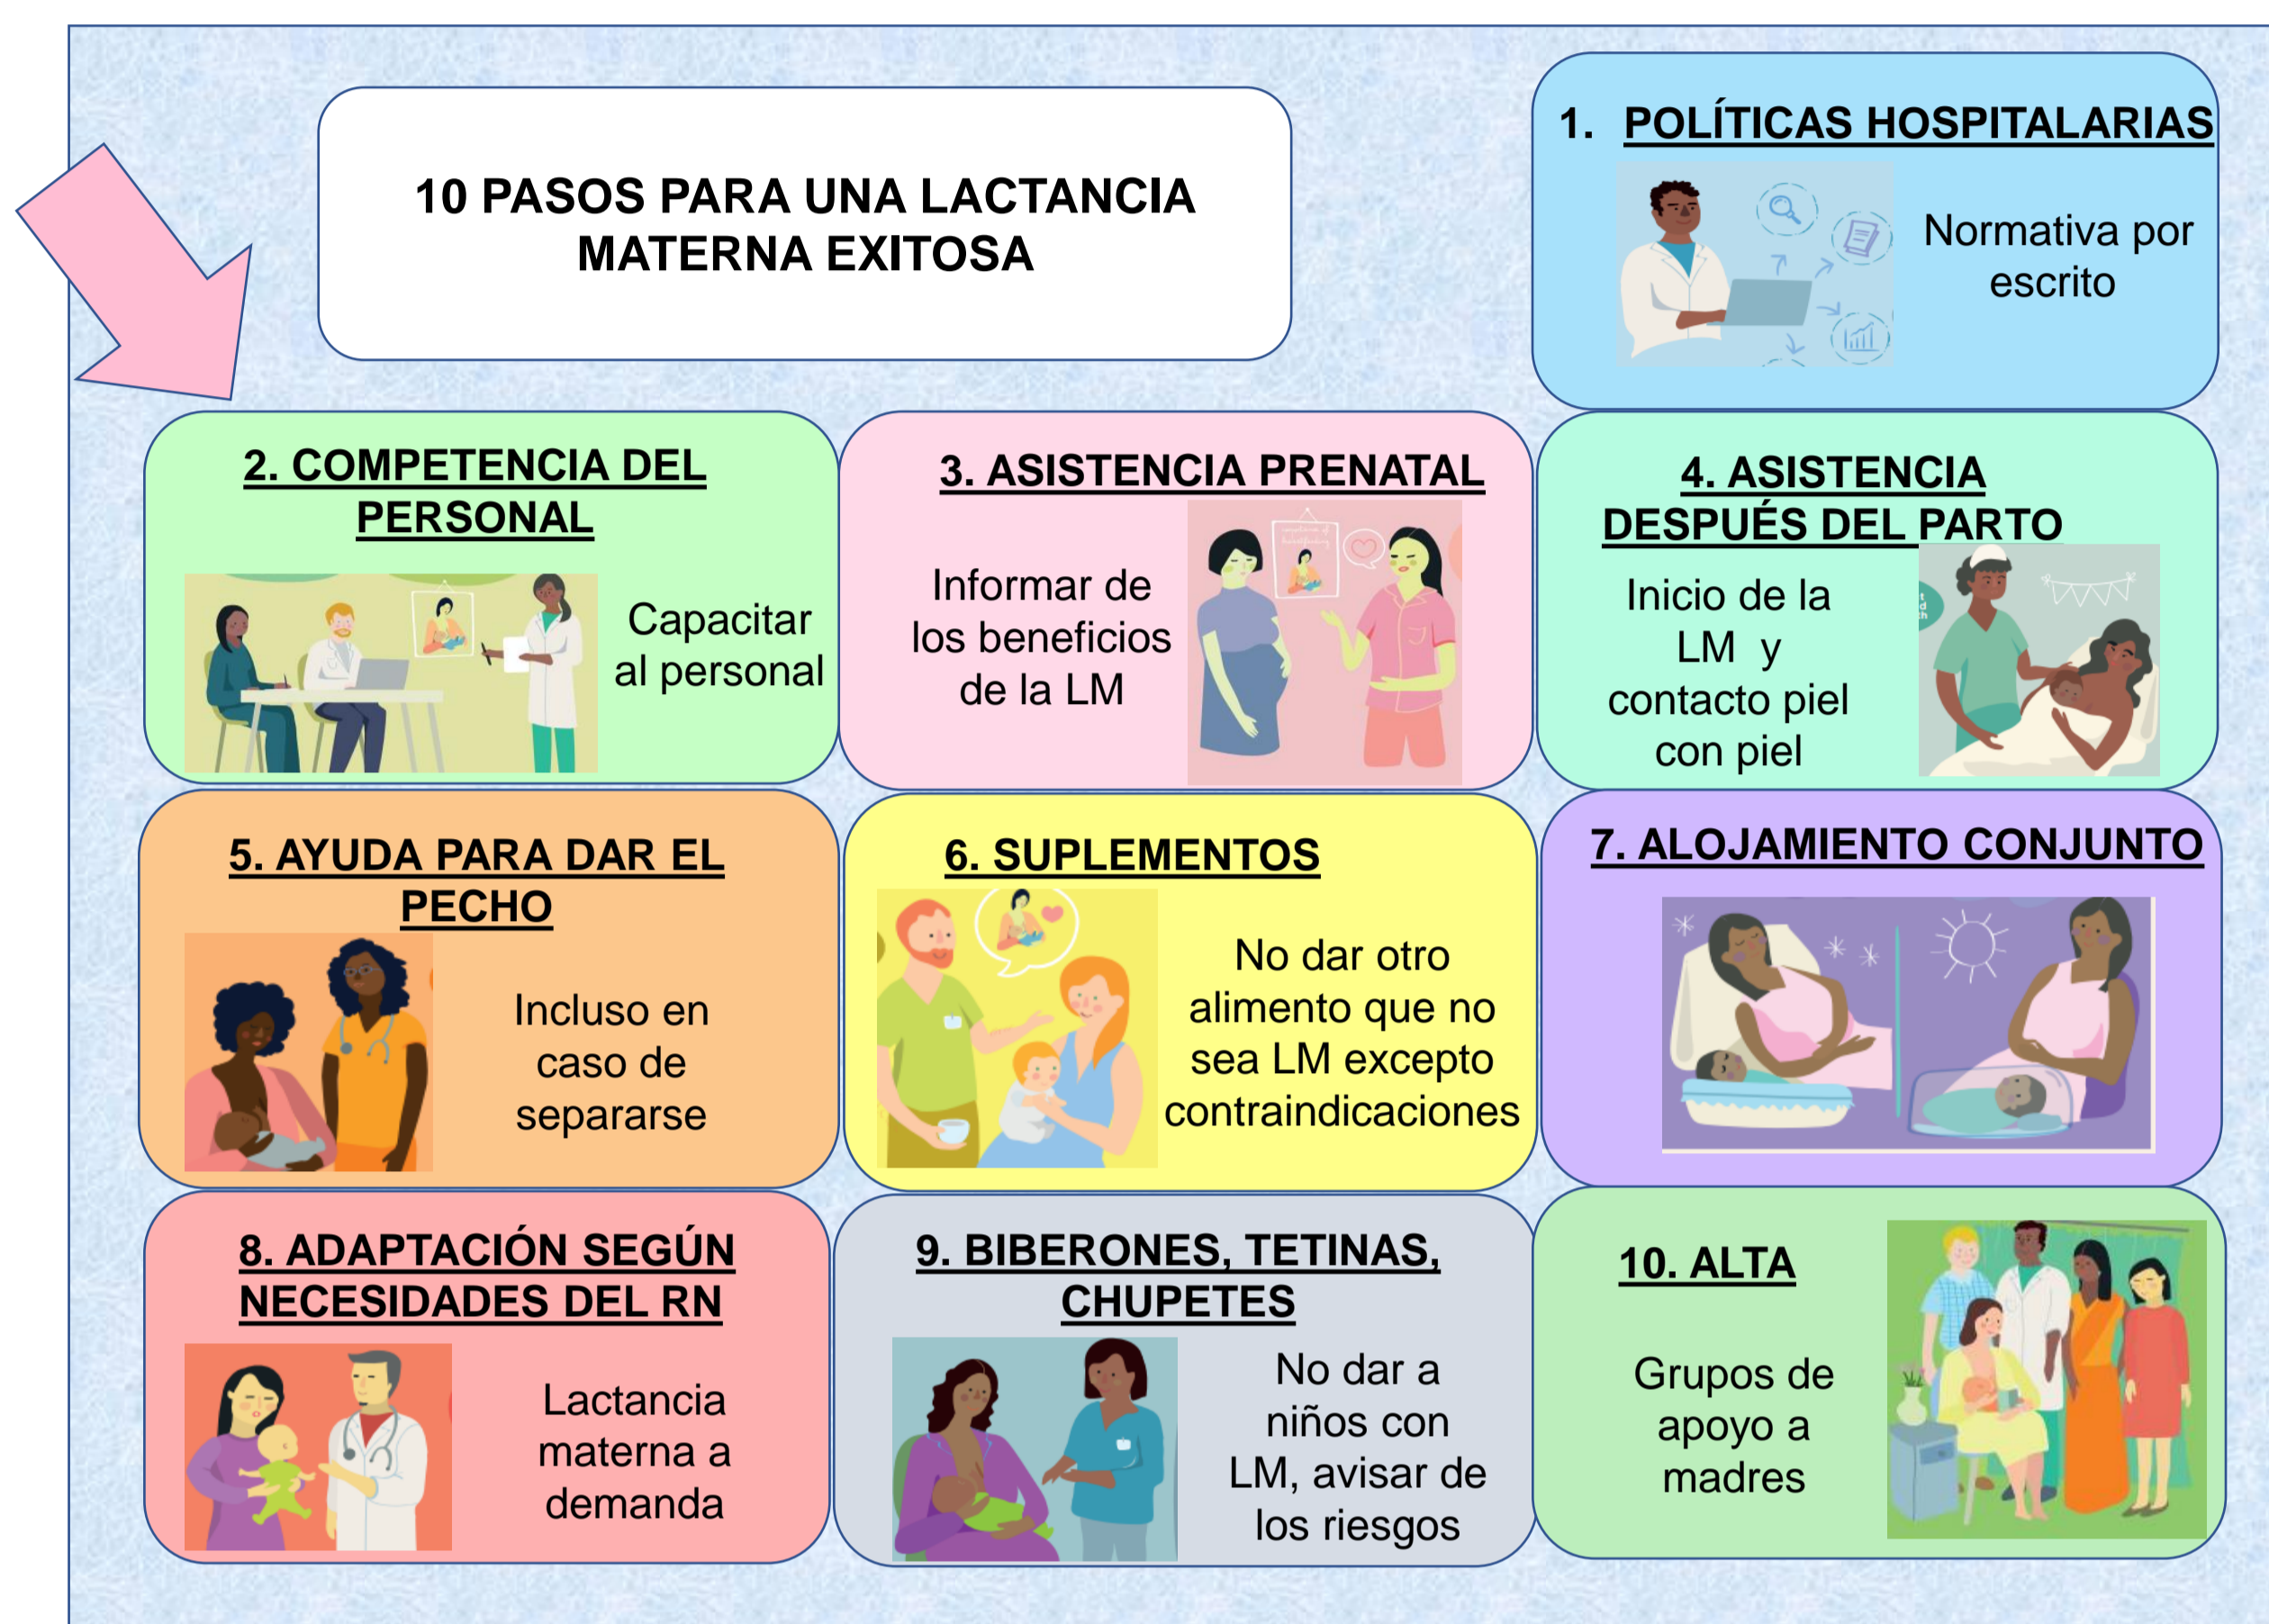 10 PASOS PARA UNA LACTANCIA
MATERNA EXITOSA
1. POLÍTICAS HOSPITALARIAS
Normativa por
escrito
2. COMPETENCIA DEL
PERSONAL
Capacitar
al personal
3. ASISTENCIA PRENATAL
Informar de
los beneficios
de la LM
4. ASISTENCIA
DESPUÉS DEL PARTO
Inicio de la
LM y
contacto piel
con piel
5. AYUDA PARA DAR EL
PECHO
Incluso en
caso de
separarse
6. SUPLEMENTOS
No dar otro
alimento que no
sea LM excepto
contraindicaciones
7. ALOJAMIENTO CONJUNTO
8. ADAPTACIÓN SEGÚN
NECESIDADES DEL RN
Lactancia
materna a
demanda
9. BIBERONES, TETINAS,
CHUPETES
No dar a
niños con
LM, avisar de
los riesgos
10. ALTA
Grupos de
apoyo a
madres